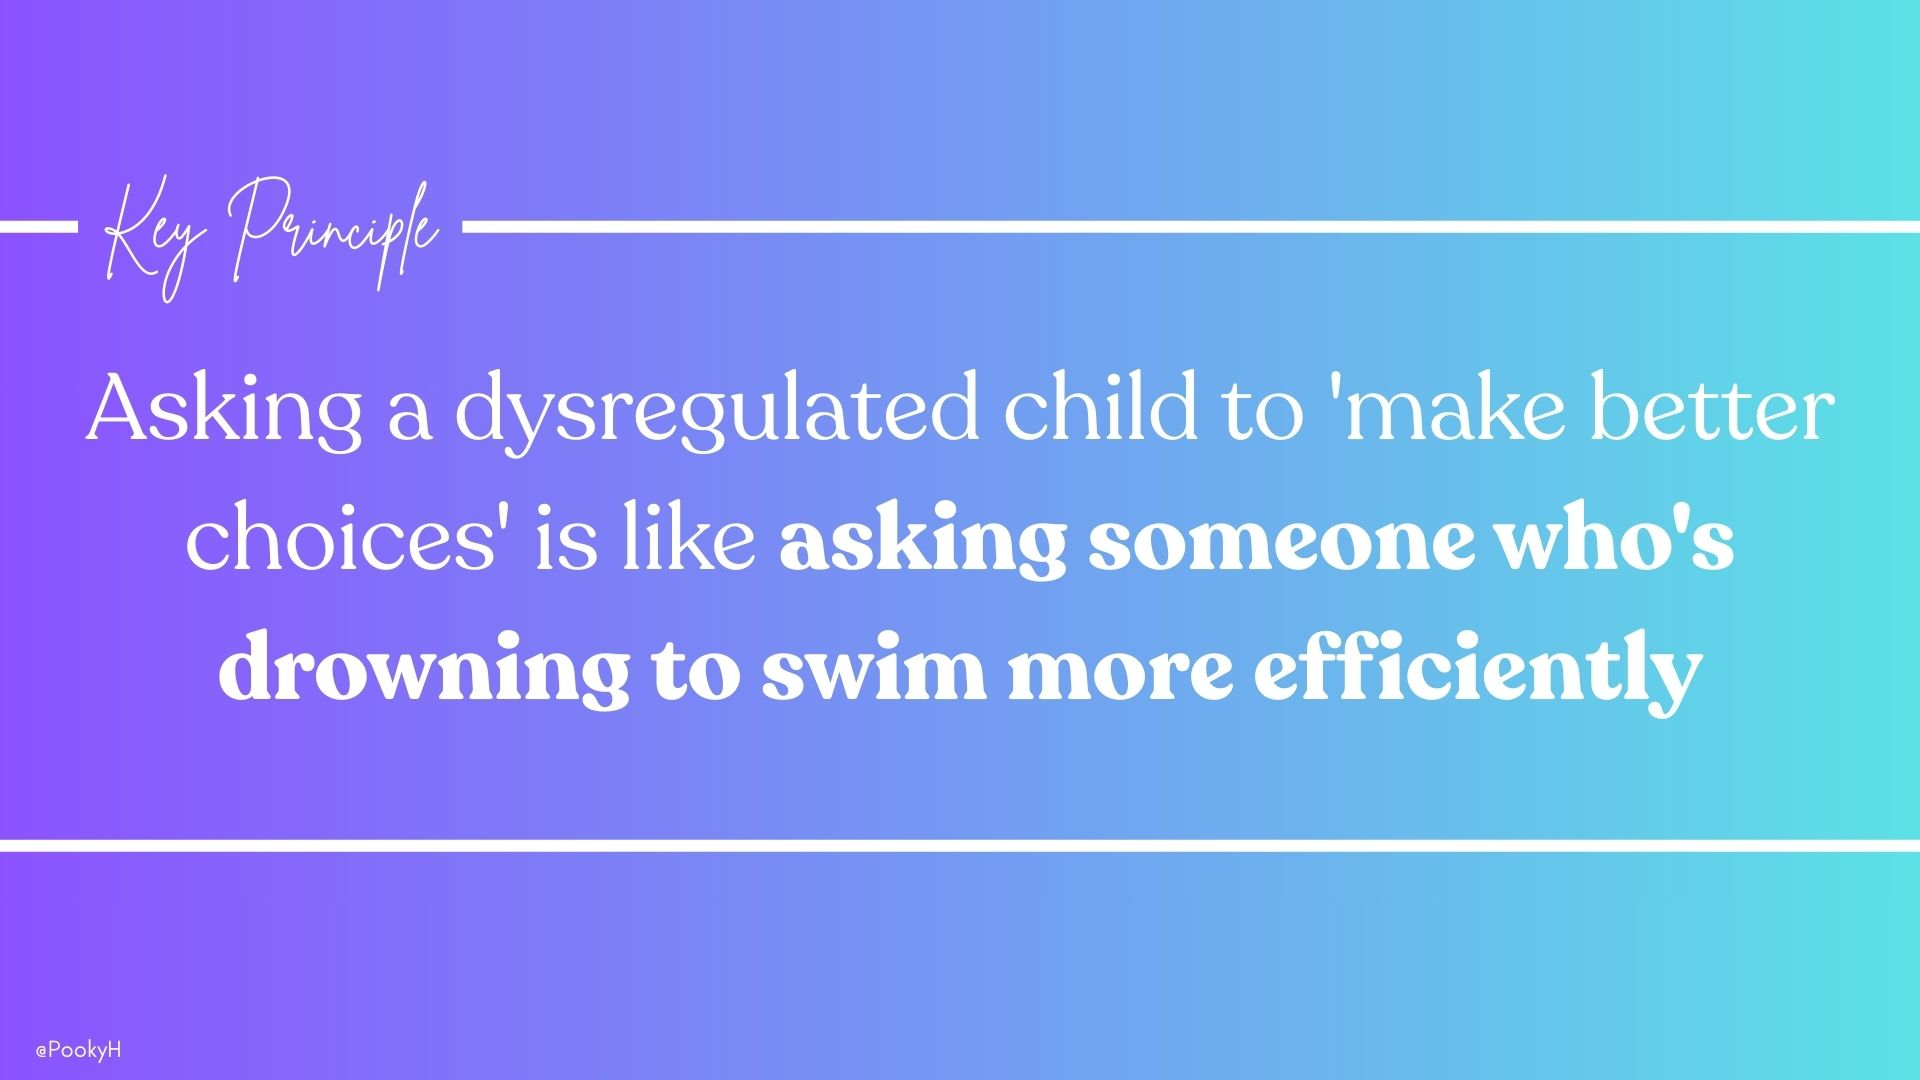 Key Principle
Asking a dysregulated child to 'make better
choices' is like asking someone who's
drowning to swim more efficiently
@PookyH